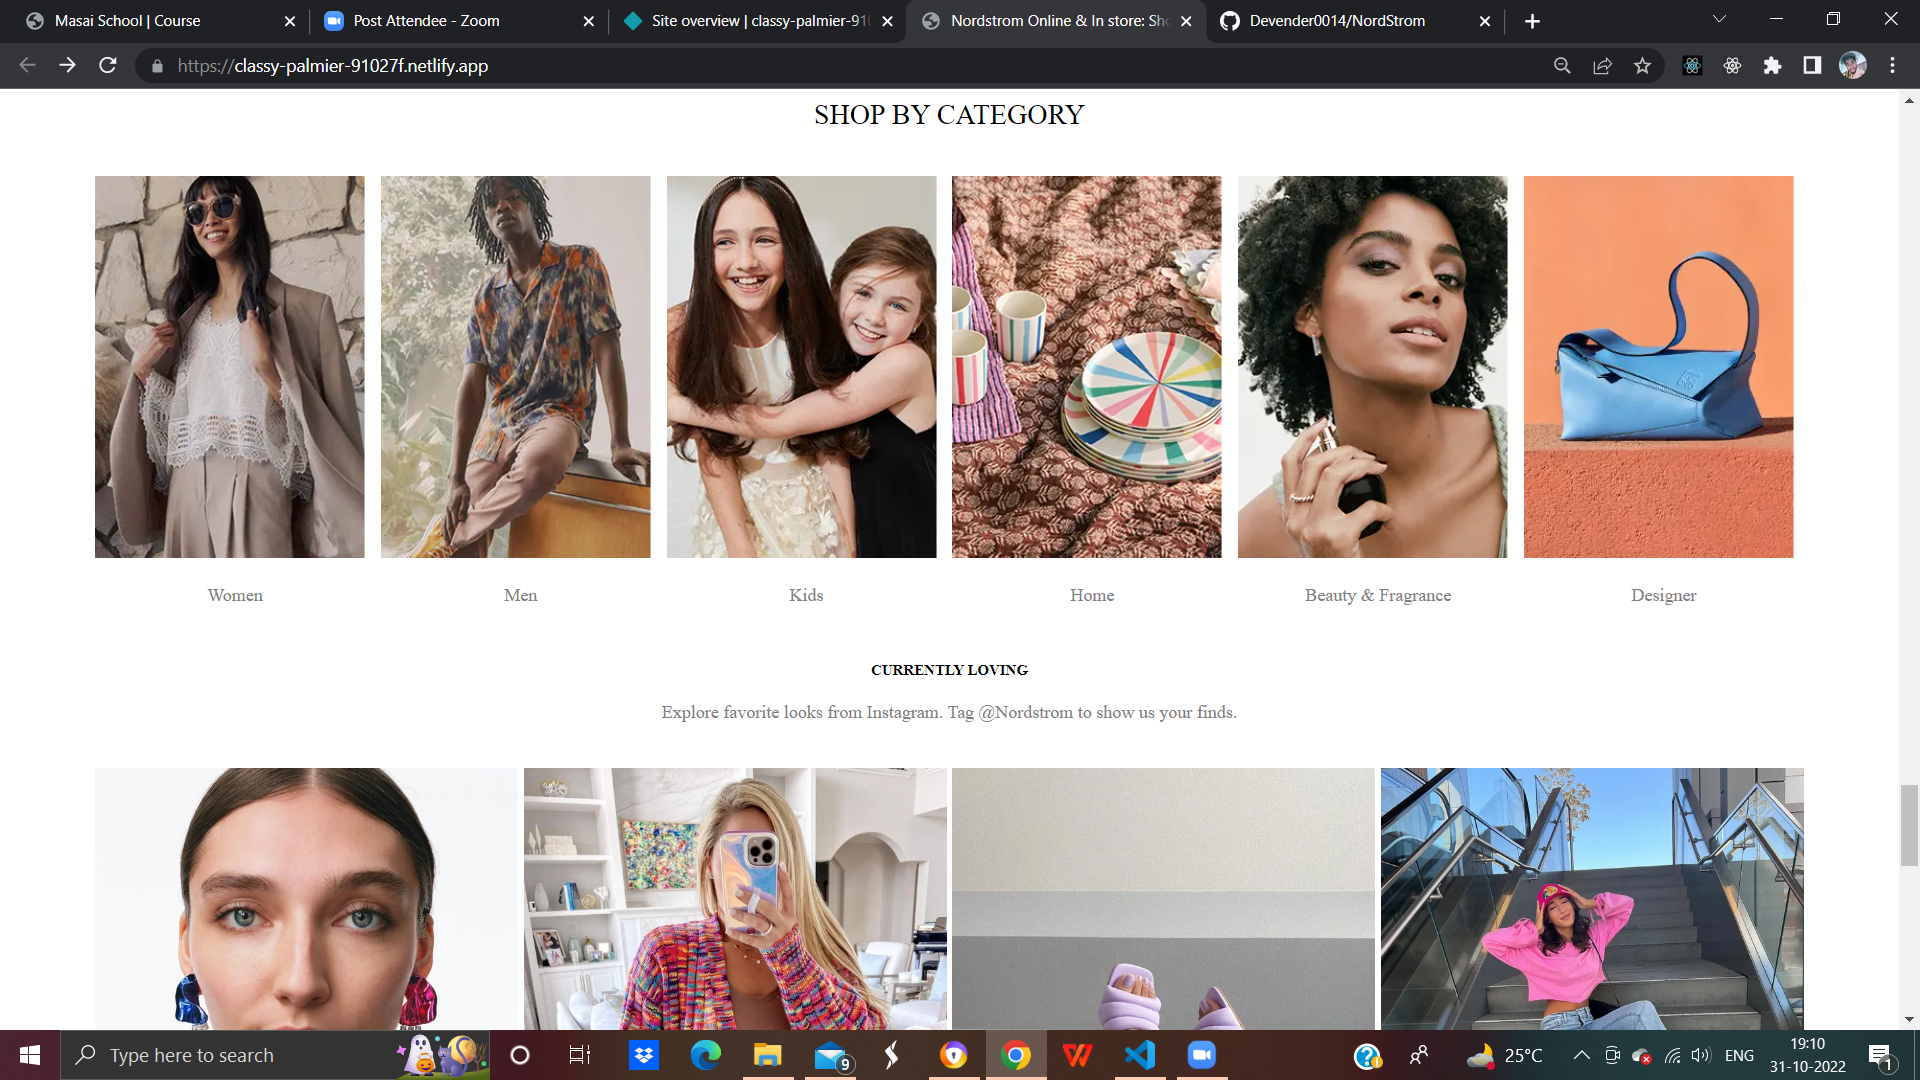 Masai School | Course
Post Attendee - Zoom
Site overview | classy-palmier-910
Nordstrom Online & In store: Sho
Devender0014/NordStrom
https://classy-palmier-91027f.netlify.app
SHOP BY CATEGORY
Women
Men
Kids
Home
Beauty & Fragrance
Designer
CURRENTLY LOVING
Explore favorite looks from Instagram. Tag @Nordstrom to show us your finds.
Type here to search
9
25°C
ENG
19:10
31-10-2022
1